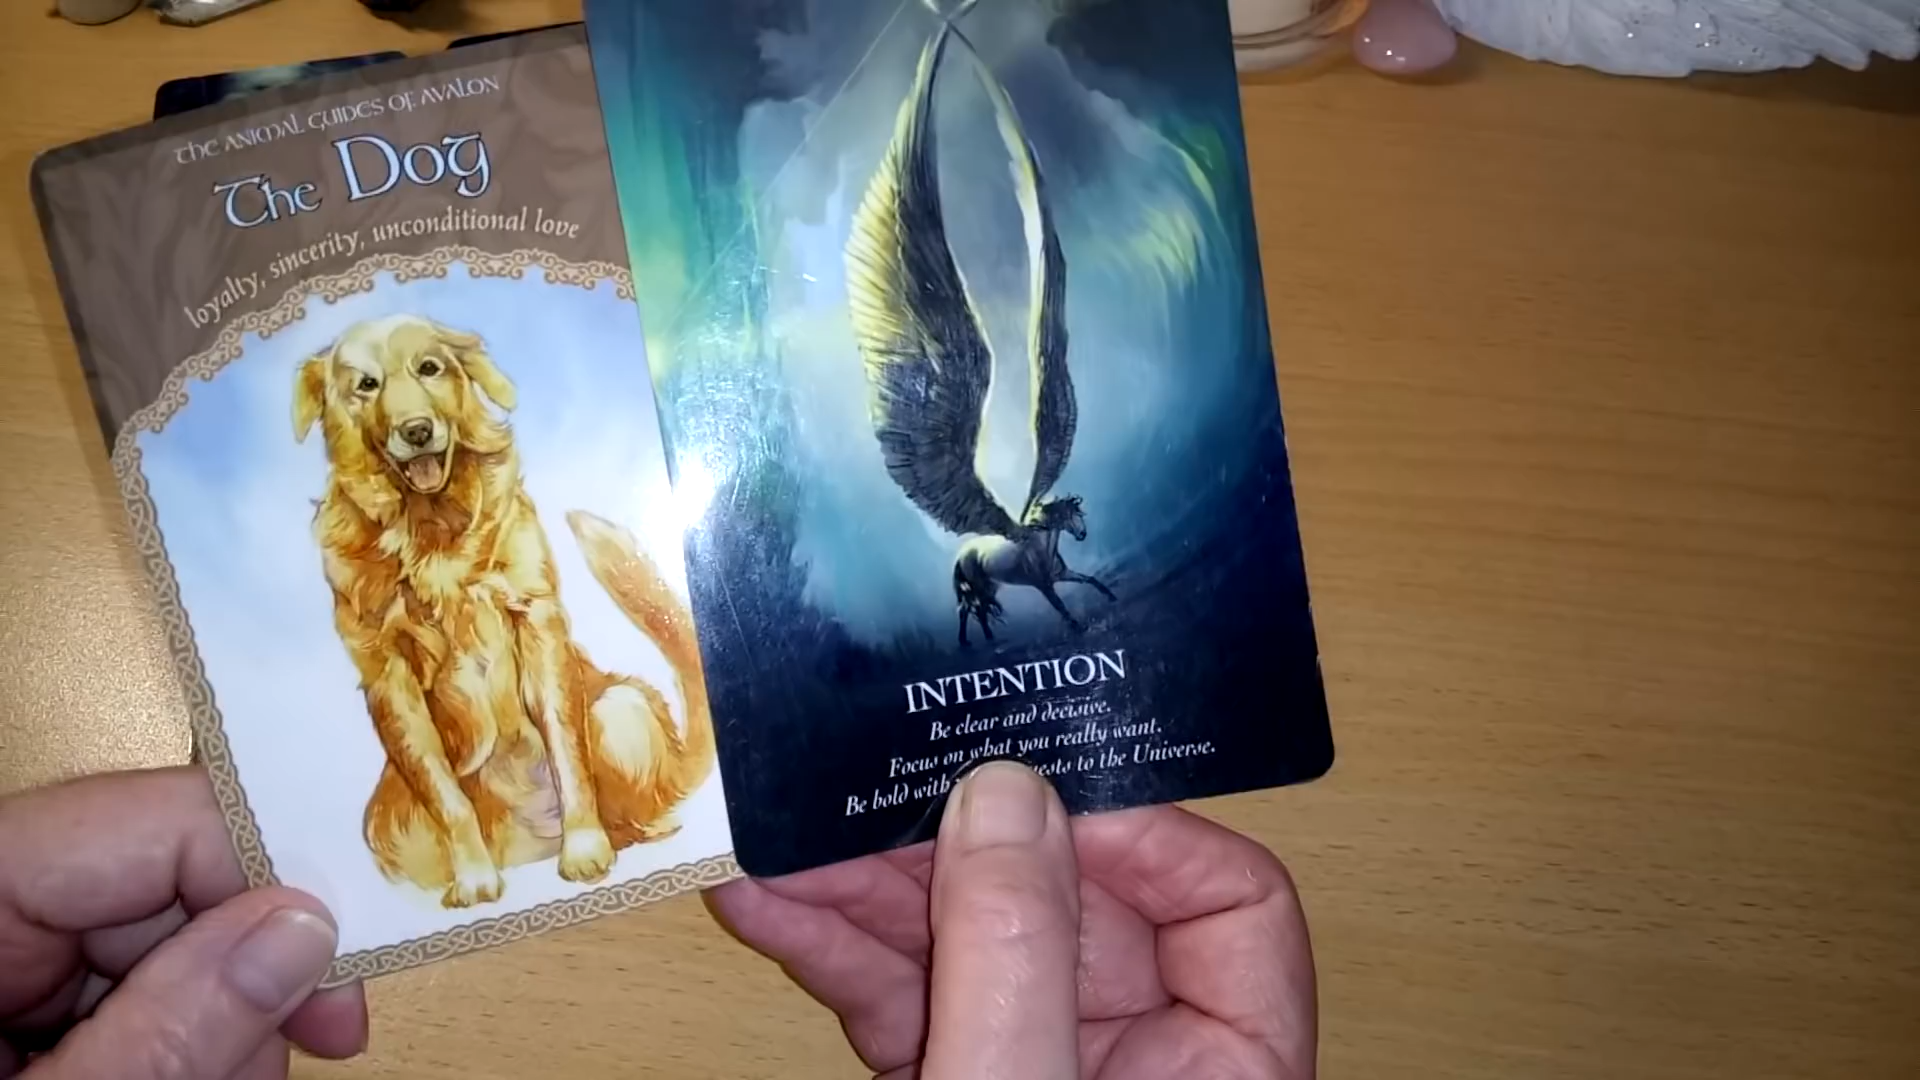 THE ANIMAL GUIDES OF AVALON
The Dog
loyalty, sincerity, unconditional love
INTENTION
Be clear and decisive.
Focus on what you really want.
Be bold with to the Universe.